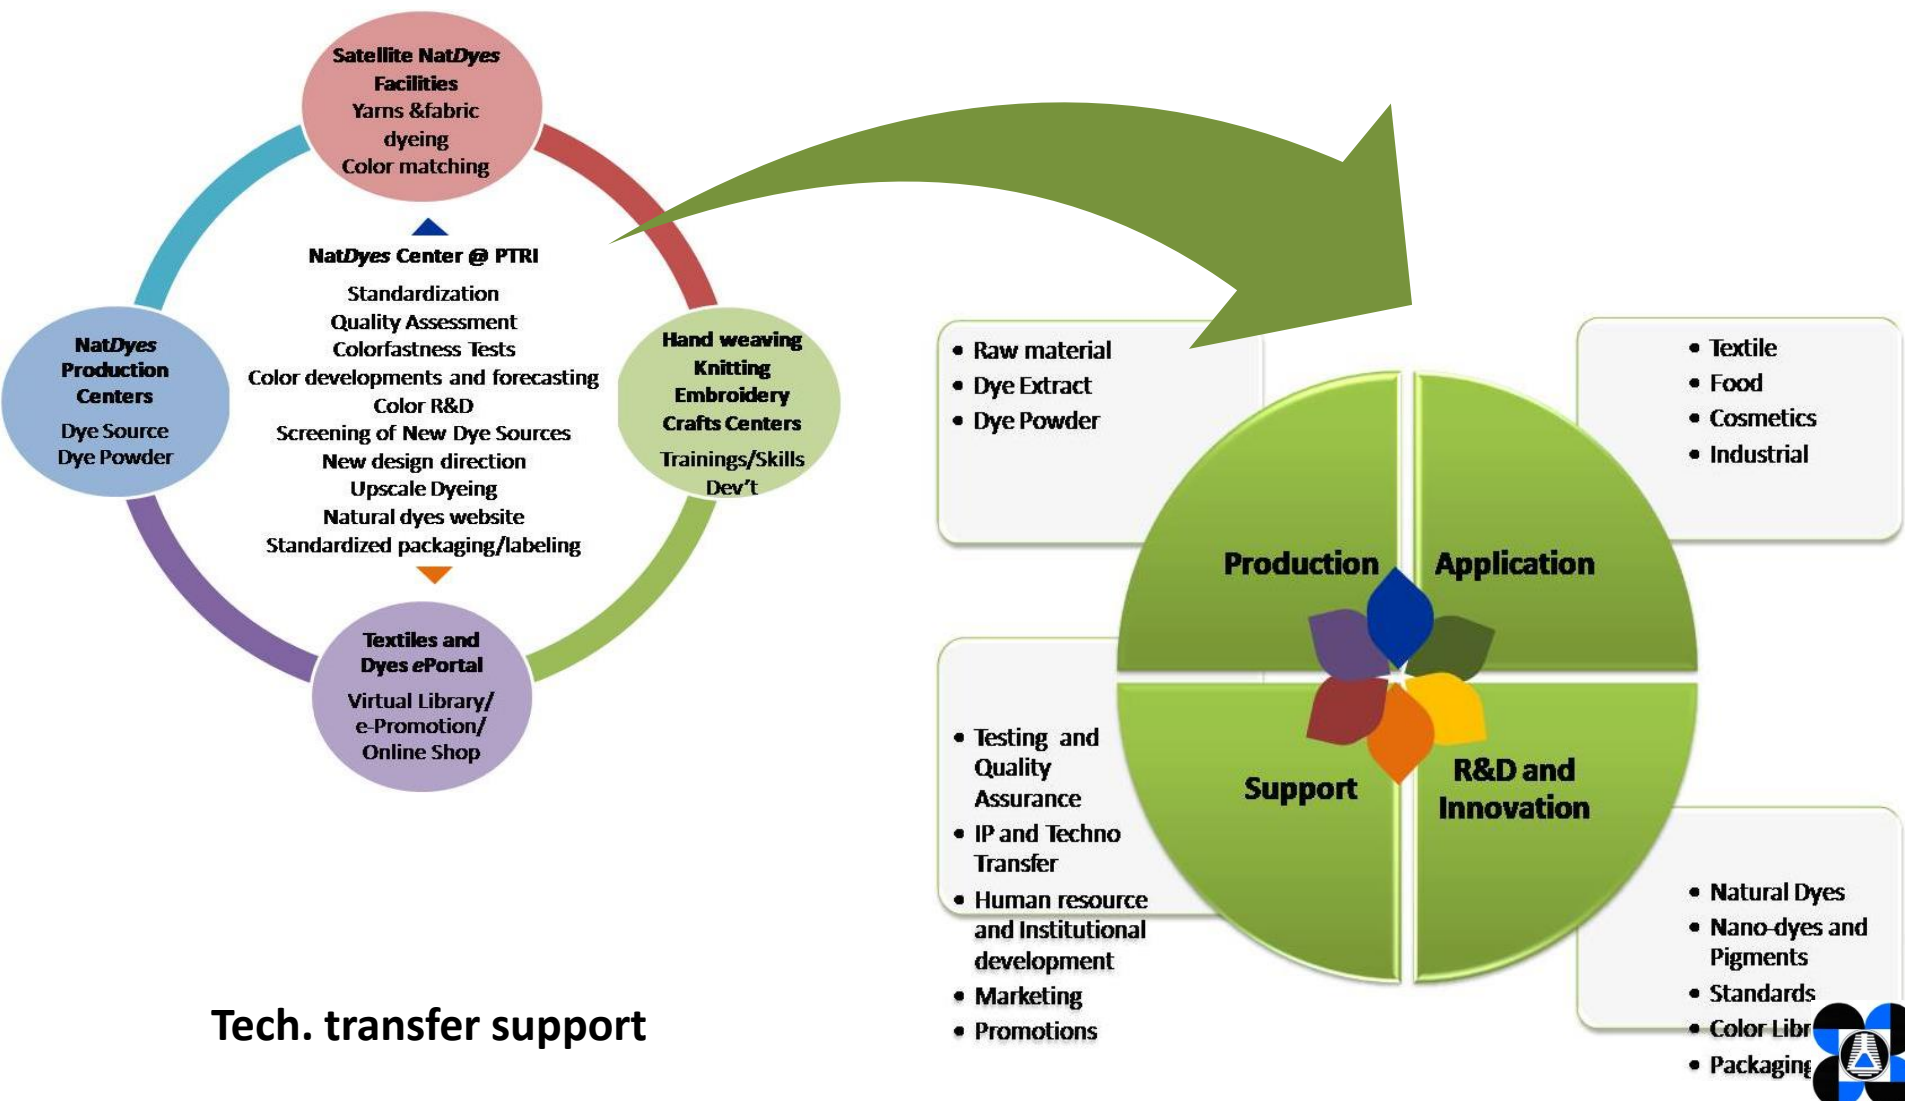 Satellite NatDyes
Facilities
Yarns &fabric
dyeing
Color matching
NatDyes Center @ PTRI
Standardization
Quality Assessment
Colorfastness Tests
Color developments and forecasting
Color R&D
Screening of New Dye Sources
New design direction
Upscale Dyeing
Natural dyes website
Standardized packaging/labeling
NatDyes
Production
Centers
Dye Source
Dye Powder
Hand weaving
Knitting
Embroidery
Crafts Centers
Trainings/Skills
Dev't
Textiles and
Dyes ePortal
Virtual Library/
e-Promotion/
Online Shop
Tech. transfer support
• Raw material
• Dye Extract
• Dye Powder
• Textile
• Food
• Cosmetics
• Industrial
Production
Application
Support
R&D and
Innovation
• Testing and
Quality
Assurance
• IP and Techno
Transfer
• Human resource
and Institutional
development
• Marketing
• Promotions
• Natural Dyes
• Nano-dyes and
Pigments
• Standards
• Color
• Packaging